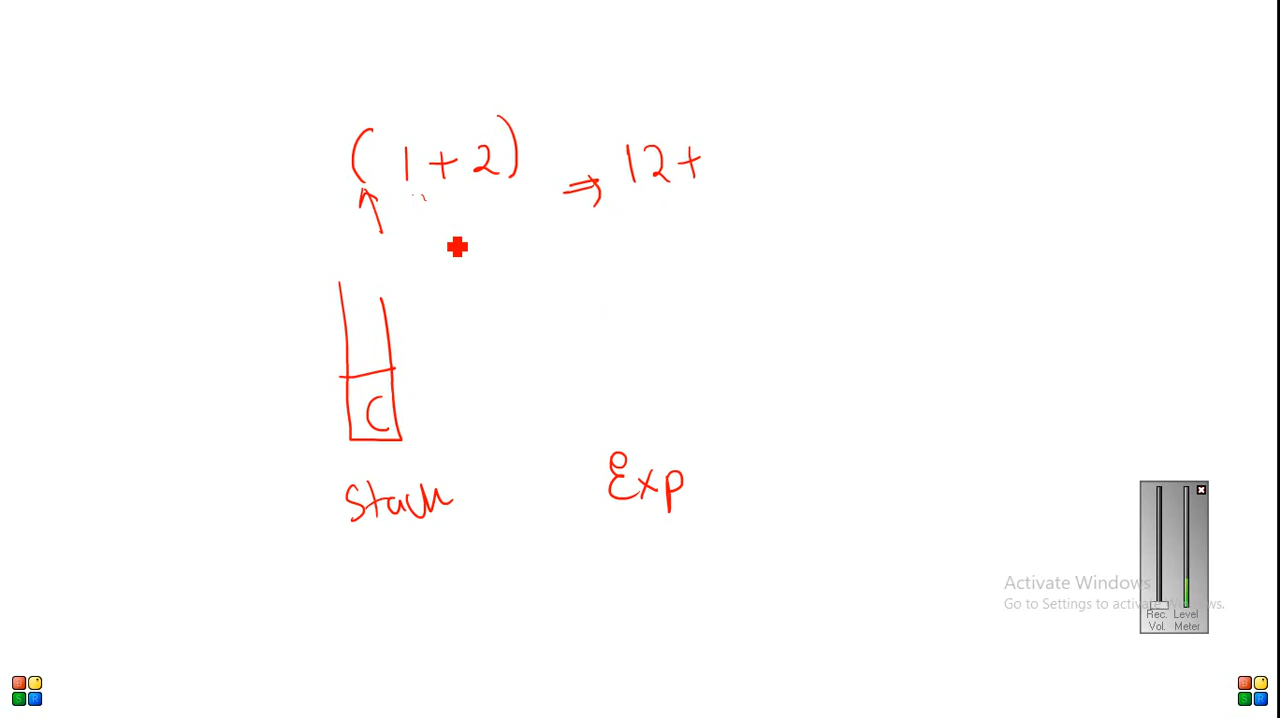 (1+2) ⇒ 12+
(
Stack
Exp
Activate Windows
Go to Settings to activate Windows.
Rec. Level
Vol. Meter